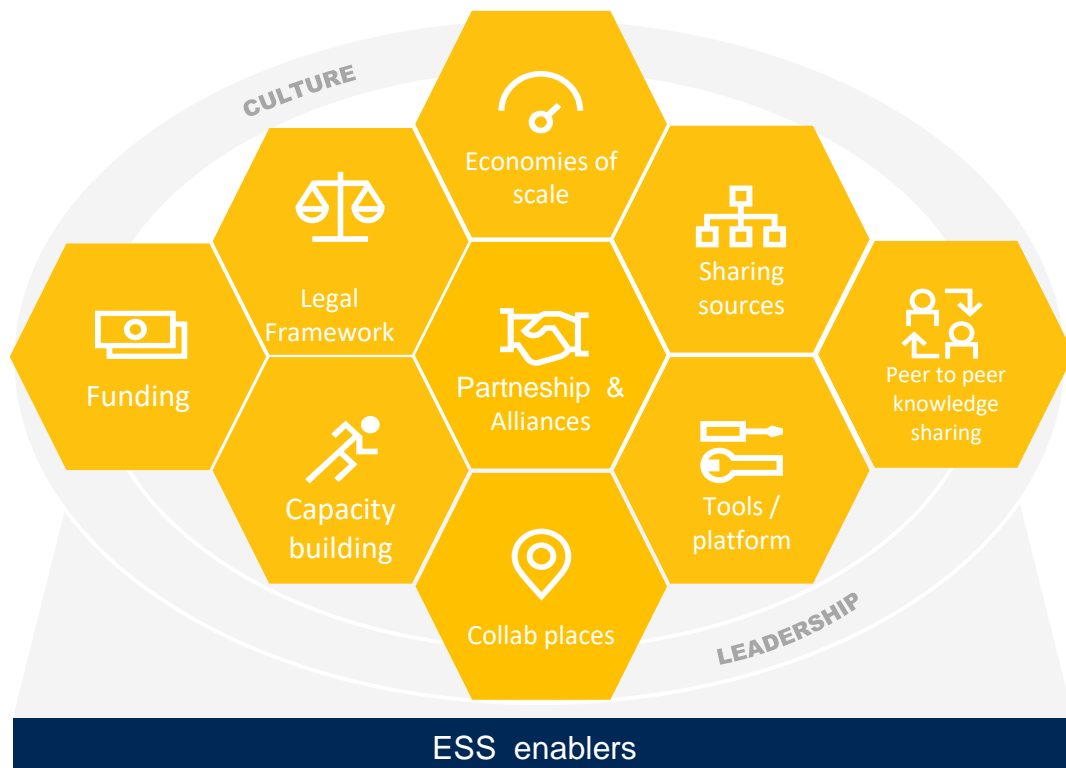 CULTURE
Economies of
scale
Legal
Framework
Sharing
sources
Funding
Partneship & 
Alliances
Peer to peer
knowledge
sharing
Capacity
building
Tools /
platform
Collab places
LEADERSHIP
ESS enablers